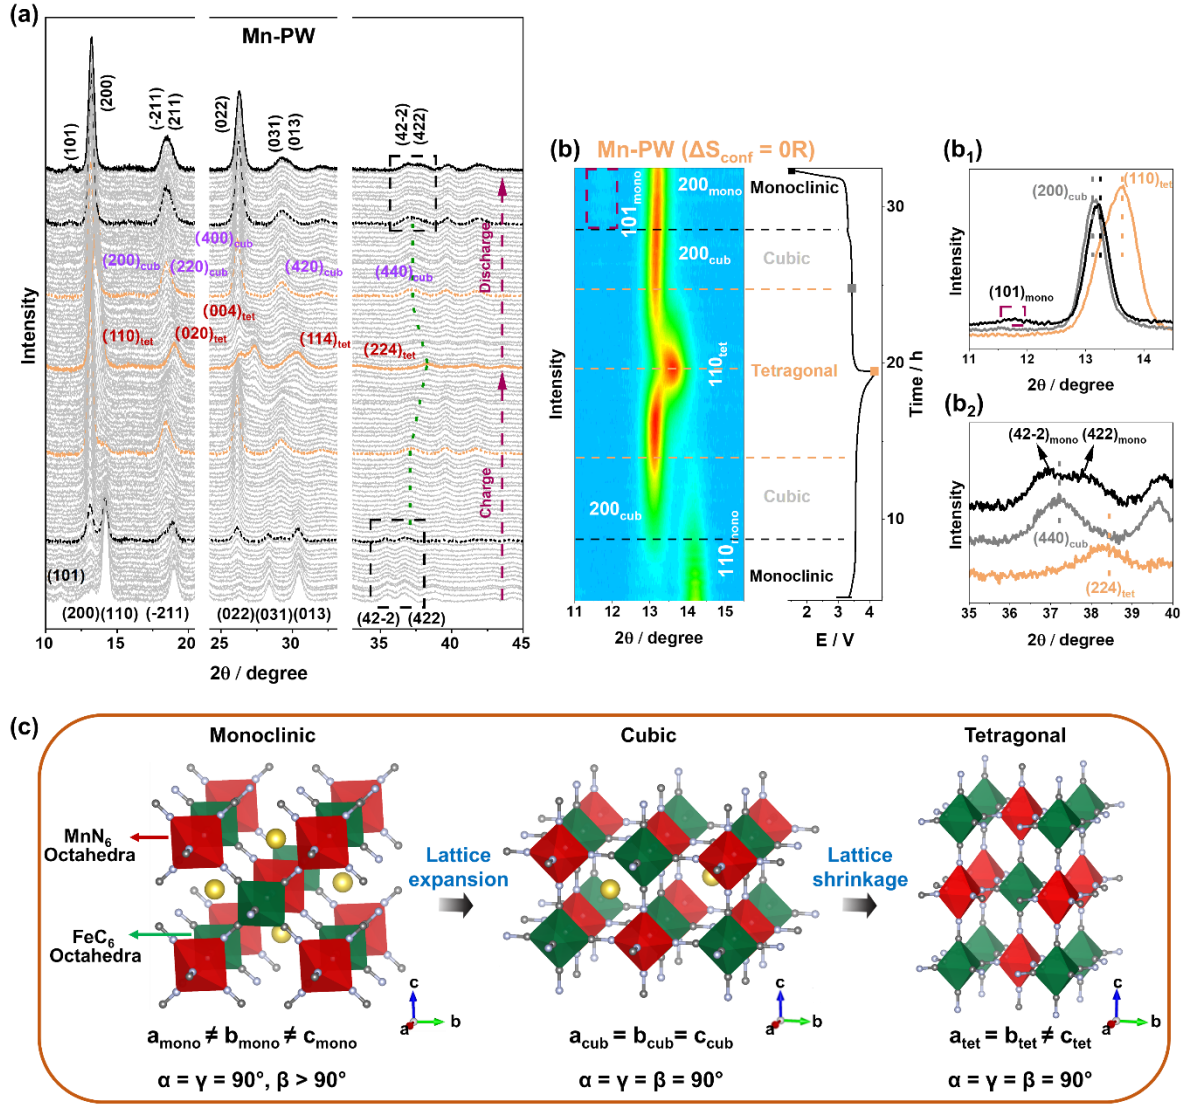 (a)
Mn-PW
(101)
(200)
(-211)
(211)
(022)
(031)
(013)
(42-2)
(422)
(400)cub
(200)cub
(220)cub
(420)cub
(440)cub
(004)tet
(110)tet
(020)tet
(114)tet
(224)tet
Discharge
Charge
(101)
(200)(110) (-211) (022)(031)(013) (42-2) (422)
10 15 20 25 30 35 40 45
2θ / degree
Intensity
(b)
Mn-PW (ΔSconf = 0R)
101mono
200mono
Monoclinic
200cub
Cubic
110tet
Tetragonal
200cub
Cubic
110mono
Monoclinic
Intensity
11 12 13 14 15
2θ / degree
2 3 4
E / V
30
20
10
Time / h
(b1)
(200)cub
(110)tet
(101)mono
Intensity
11 12 13 14
2θ / degree
(b2)
(42-2)mono (422)mono
(440)cub
(224)tet
Intensity
35 36 37 38 39 40
2θ / degree
(c)
Monoclinic
Cubic
Tetragonal
MnN6
Octahedra
FeC6
Octahedra
Lattice
expansion
Lattice
shrinkage
c
a
b
c
a
b
c
a
b
amono ≠ bmono ≠ cmono
α = γ = 90°, β > 90°
acub = bcub= ccub
α = γ = β = 90°
atet = btet ≠ ctet
α = γ = β = 90°